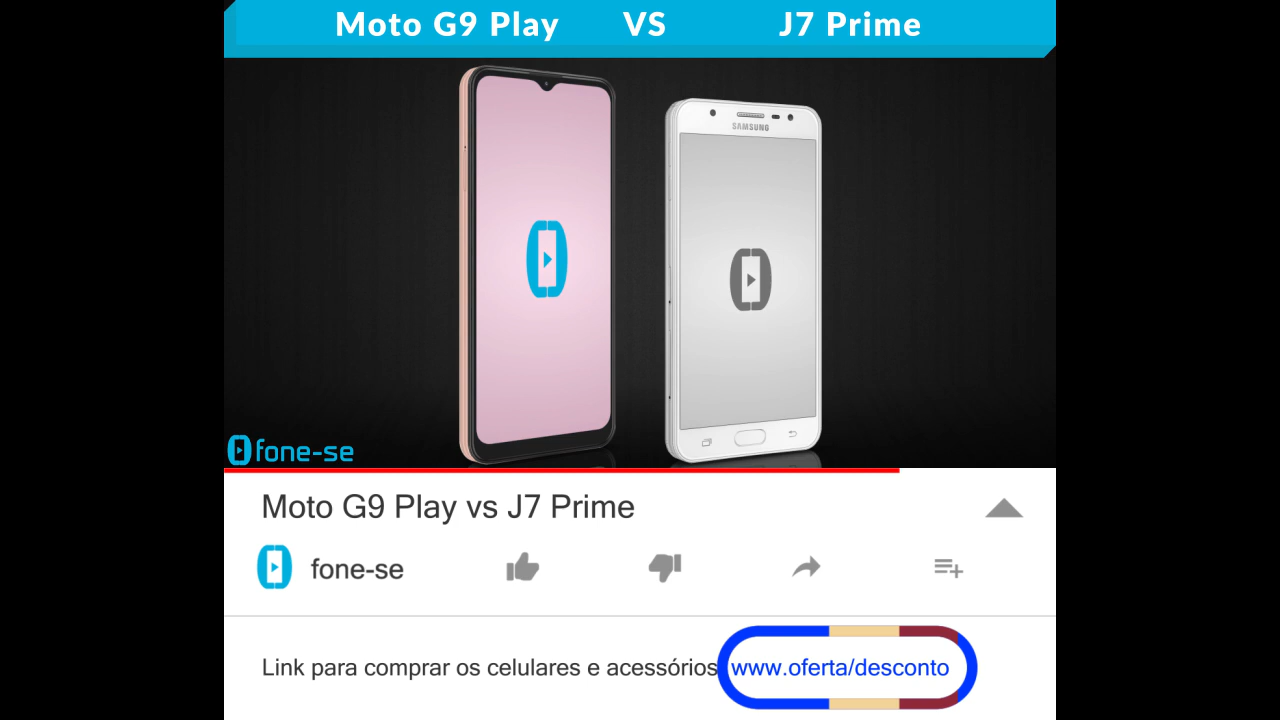 Moto G9 Play VS J7 Prime
SAMSUNG
fone-se
Moto G9 Play vs J7 Prime
fone-se
Link para comprar os celulares e acessórios www.oferta/desconto